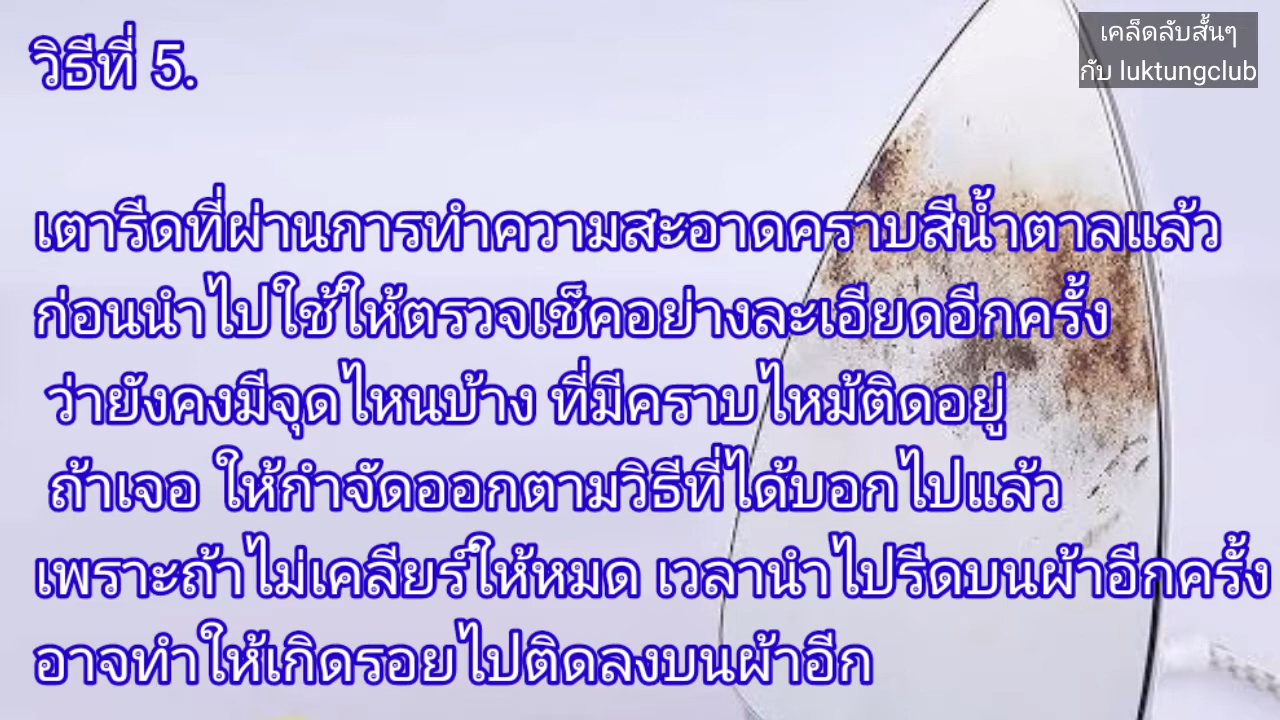 เคล็ดลับสั้นๆ
กับ luktungclub
วิธีที่ 5.
เตารีดที่ผ่านการทำความสะอาดคราบสีน้ำตาลแล้ว
ก่อนนำไปใช้ให้ตรวจเช็คอย่างละเอียดอีกครั้ง
ว่ายังคงมีจุดไหนบ้าง ที่มีคราบไหม้ติดอยู่
ถ้าเจอ ให้กำจัดออกตามวิธีที่ได้บอกไปแล้ว
เพราะถ้าไม่เคลียร์ให้หมด เวลานำไปรีดบนผ้าอีกครั้ง
อาจทำให้เกิดรอยไปติดลงบนผ้าอีก